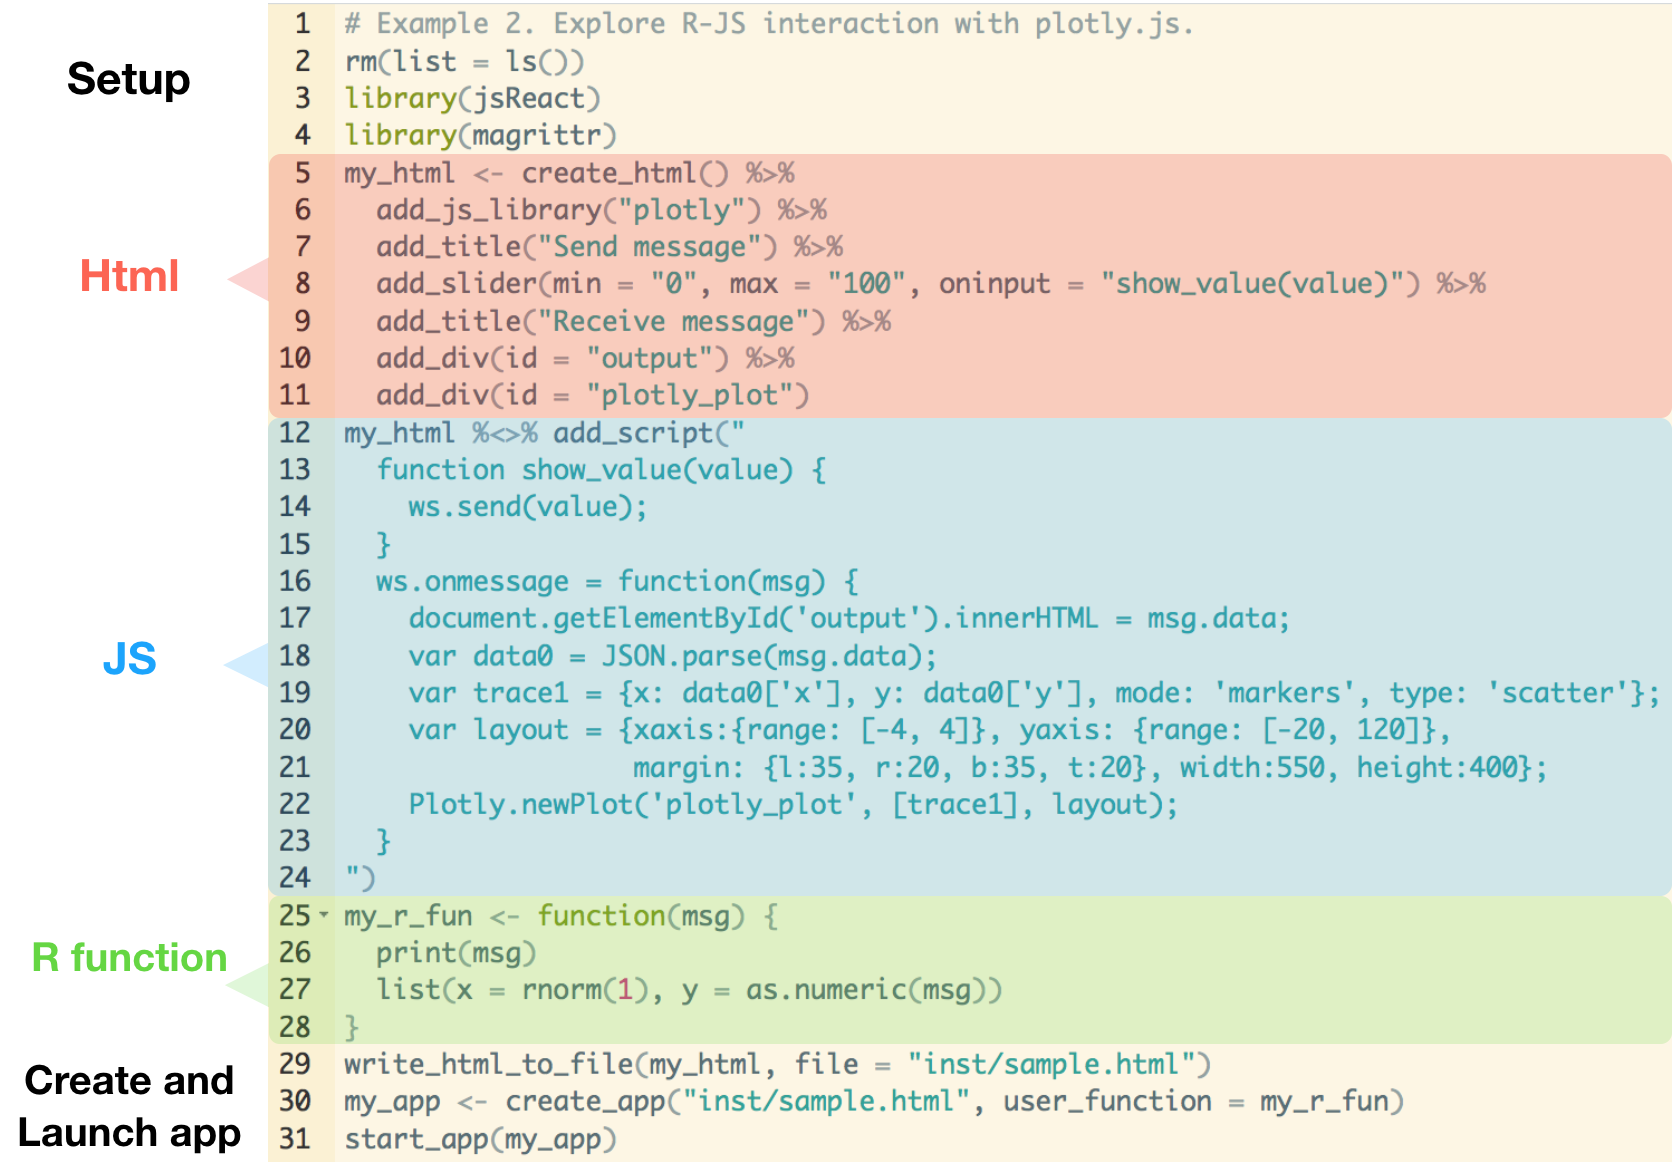 Setup
1 # Example 2. Explore R-JS interaction with plotly.js.
2 rm(list = ls())
3 library(jsReact)
4 library(magrittr)
Html
5 my_html <- create_html() %>%
6   add_js_library("plotly") %>%
7   add_title("Send message") %>%
8   add_slider(min = "0", max = "100", oninput = "show_value(value)") %>%
9   add_title("Receive message") %>%
10   add_div(id = "output") %>%
11   add_div(id = "plotly_plot")
JS
12 my_html %<>% add_script("
13   function show_value(value) {
14     ws.send(value);
15   }
16   ws.onmessage = function(msg) {
17     document.getElementById('output').innerHTML = msg.data;
18     var data0 = JSON.parse(msg.data);
19     var trace1 = {x: data0['x'], y: data0['y'], mode: 'markers', type: 'scatter'};
20     var layout = {xaxis:{range: [-4, 4]}, yaxis: {range: [-20, 120]},
21                   margin: {l:35, r:20, b:35, t:20}, width:550, height:400};
22     Plotly.newPlot('plotly_plot', [trace1], layout);
23   }
24 ")
R function
25 my_r_fun <- function(msg) {
26   print(msg)
27   list(x = rnorm(1), y = as.numeric(msg))
28 }
Create and
Launch app
29 write_html_to_file(my_html, file = "inst/sample.html")
30 my_app <- create_app("inst/sample.html", user_function = my_r_fun)
31 start_app(my_app)